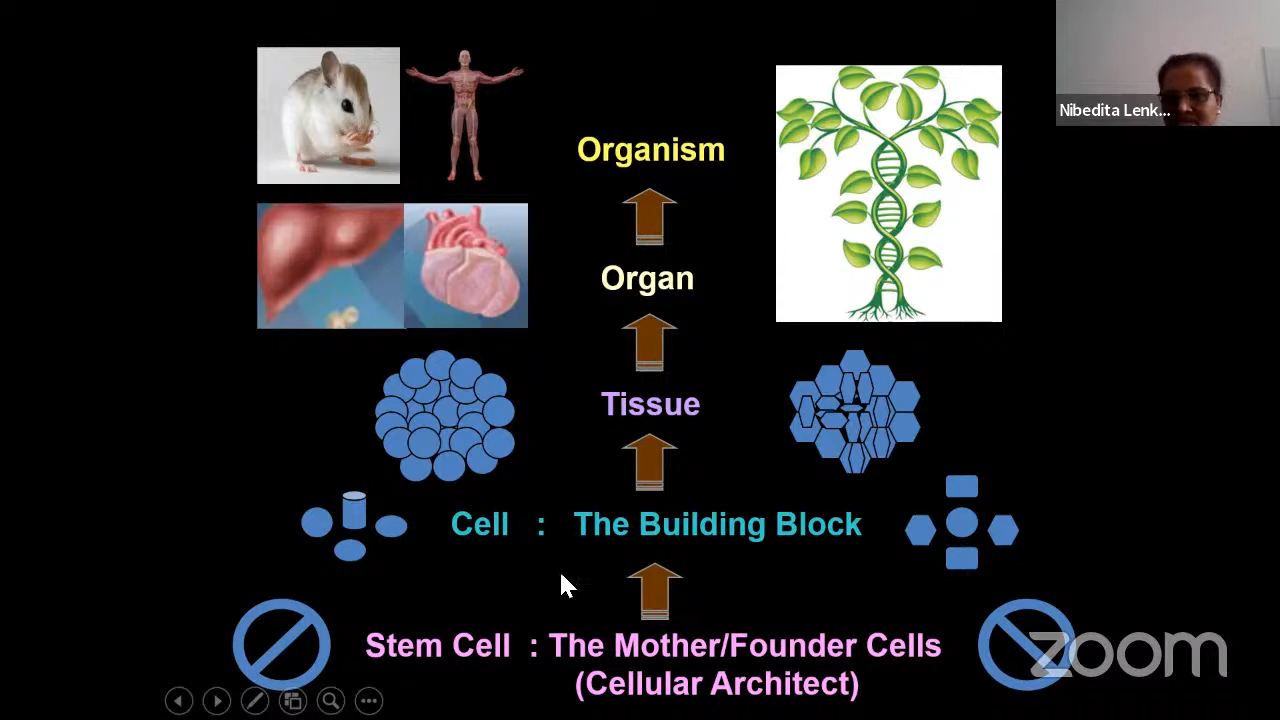 Nibedita Lenk...
Organism
Organ
Tissue
Cell : The Building Block
Stem Cell : The Mother/Founder Cells
(Cellular Architect)
zoom